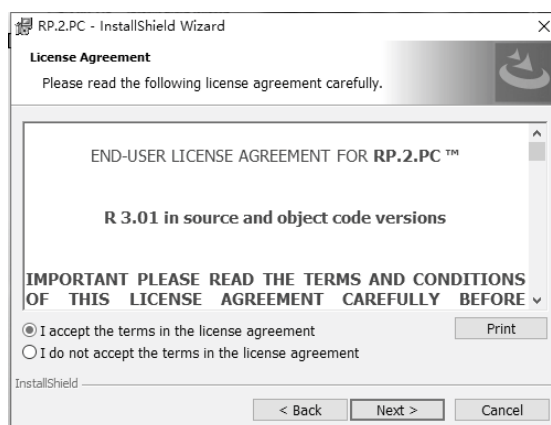 RP.2.PC - InstallShield Wizard
License Agreement
Please read the following license agreement carefully.
END-USER LICENSE AGREEMENT FOR RP.2.PC ™
R 3.01 in source and object code versions
IMPORTANT PLEASE READ THE TERMS AND CONDITIONS
OF THIS LICENSE AGREEMENT CAREFULLY BEFORE
I accept the terms in the license agreement
Print
I do not accept the terms in the license agreement
InstallShield
< Back
Next >
Cancel